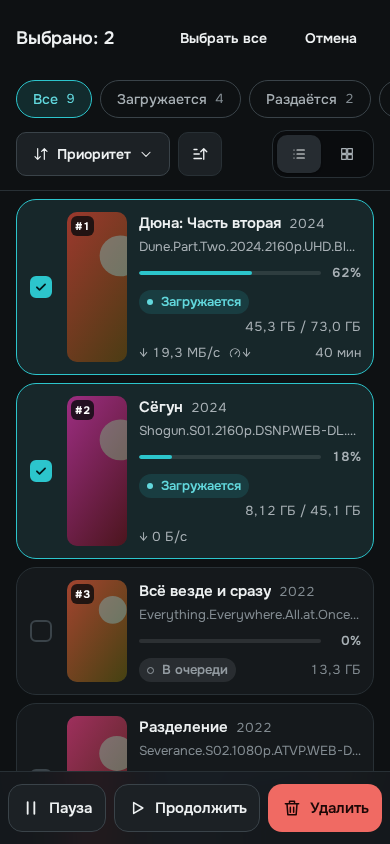 Выбрано: 2 Выбрать все Отмена
Все 9 Загружается 4 Раздаётся 2
Приоритет
#1 Дюна: Часть вторая 2024
Dune.Part.Two.2024.2160p.UHD.Bl…
62%
Загружается
45,3 ГБ / 73,0 ГБ
↓ 19,3 МБ/с ↓ 40 мин
#2 Сёгун 2024
Shogun.S01.2160p.DSNP.WEB-DL.…
18%
Загружается
8,12 ГБ / 45,1 ГБ
↓ 0 Б/с
#3 Всё везде и сразу 2022
Everything.Everywhere.All.at.Once…
0%
В очереди 13,3 ГБ
Разделение 2022
Severance.S02.1080p.ATVP.WEB-D…
Пауза Продолжить Удалить